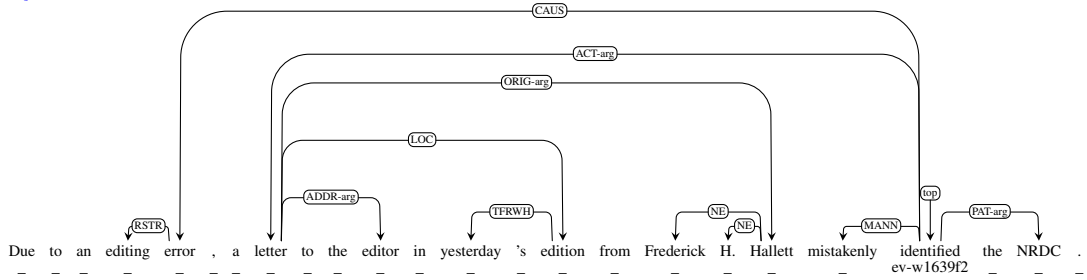 CAUS
ACT-arg
ORIG-arg
LOC
top
ADDR-arg
RSTR TFRWH NE NE MANN PAT-arg
Due to an editing error , a letter to the editor in yesterday 's edition from Frederick H. Hallett mistakenly identified the NRDC .
_ _ _ _ _ _ _ _ _ _ _ _ _ _ _ _ _ _ _ _ ev-w1639f2 _ _ _